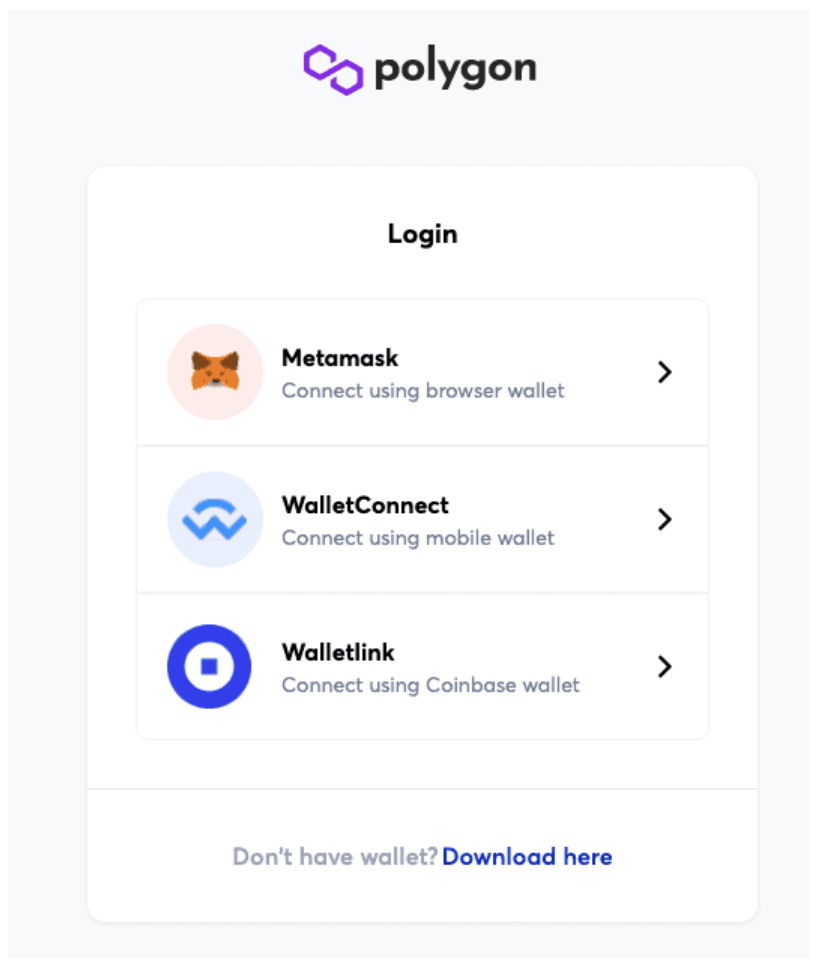 polygon
Login
Metamask
Connect using browser wallet
WalletConnect
Connect using mobile wallet
Walletlink
Connect using Coinbase wallet
Don't have wallet? Download here